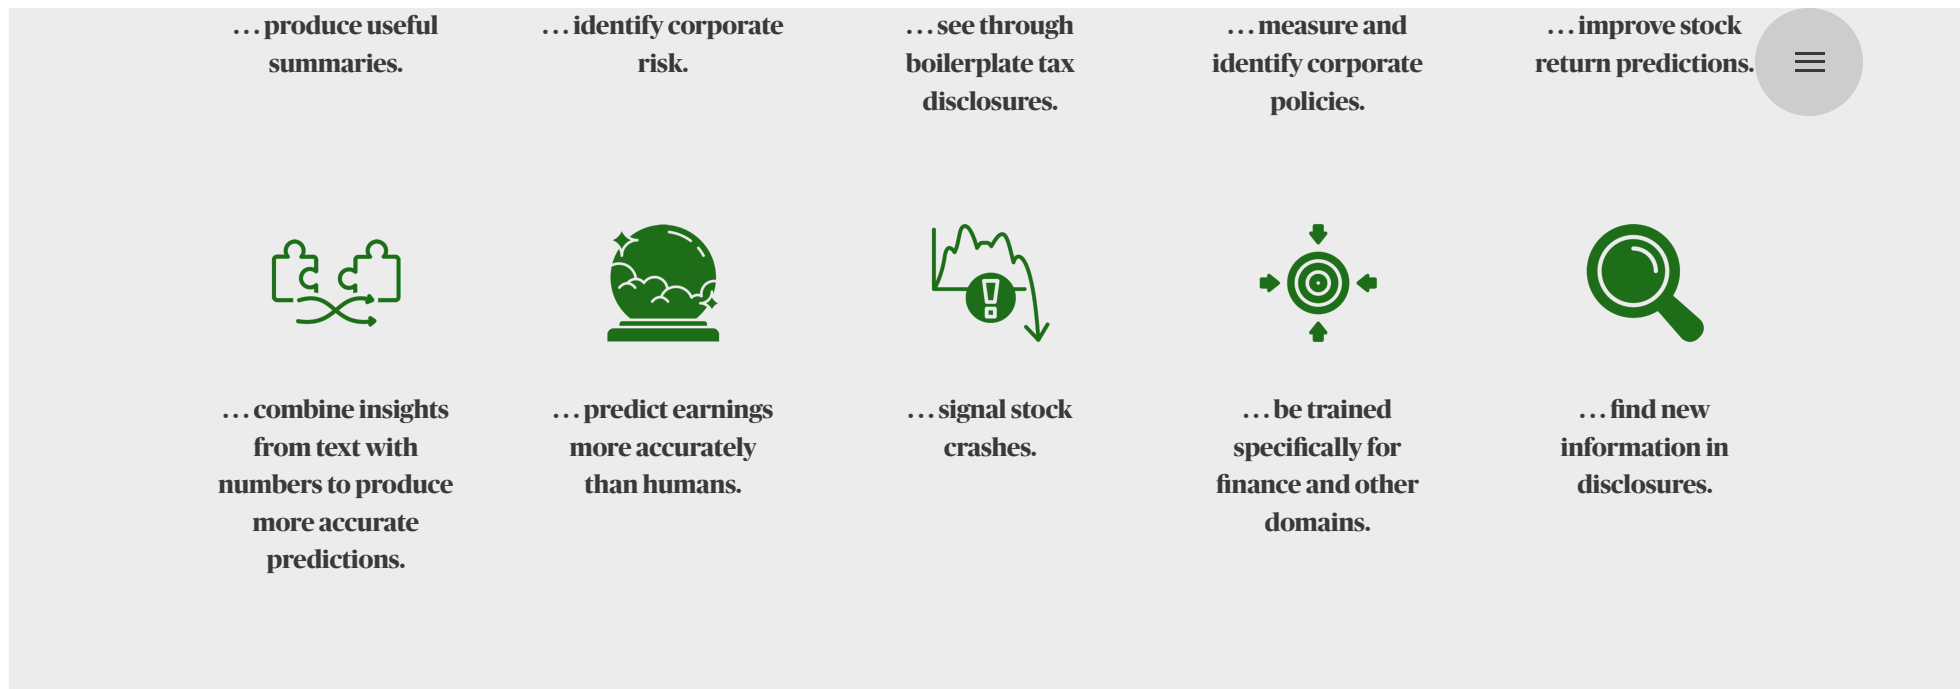 ...produce useful
summaries.
...identify corporate
risk.
...see through
boilerplate tax
disclosures.
...measure and
identify corporate
policies.
...improve stock
return predictions.
...combine insights
from text with
numbers to produce
more accurate
predictions.
...predict earnings
more accurately
than humans.
...signal stock
crashes.
...be trained
specifically for
finance and other
domains.
...find new
information in
disclosures.